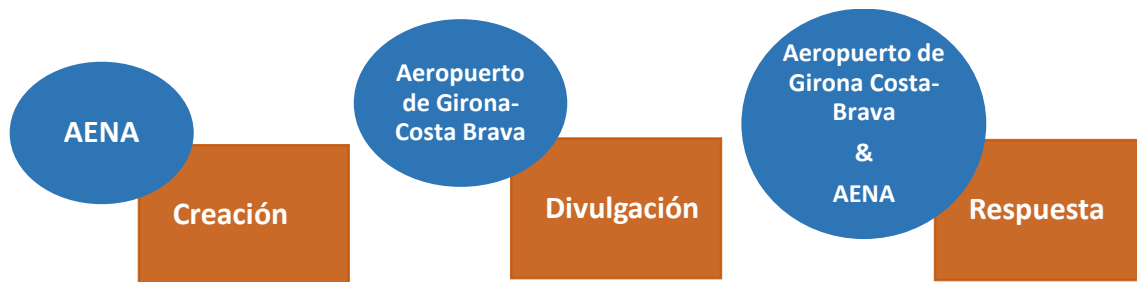 AENA
Creación
Aeropuerto
de Girona-
Costa Brava
Divulgación
Aeropuerto de
Girona Costa-
Brava
&
AENA
Respuesta